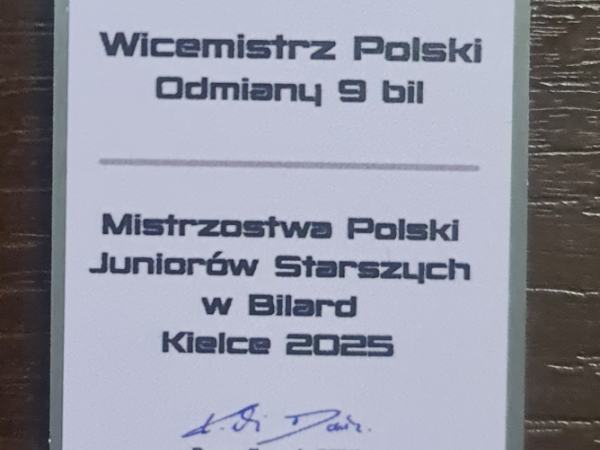 Wicemistrz Polski
Odmiany 9 bil
Mistrzostwa Polski
Juniorów Starszych
w Bilard
Kielce 2025